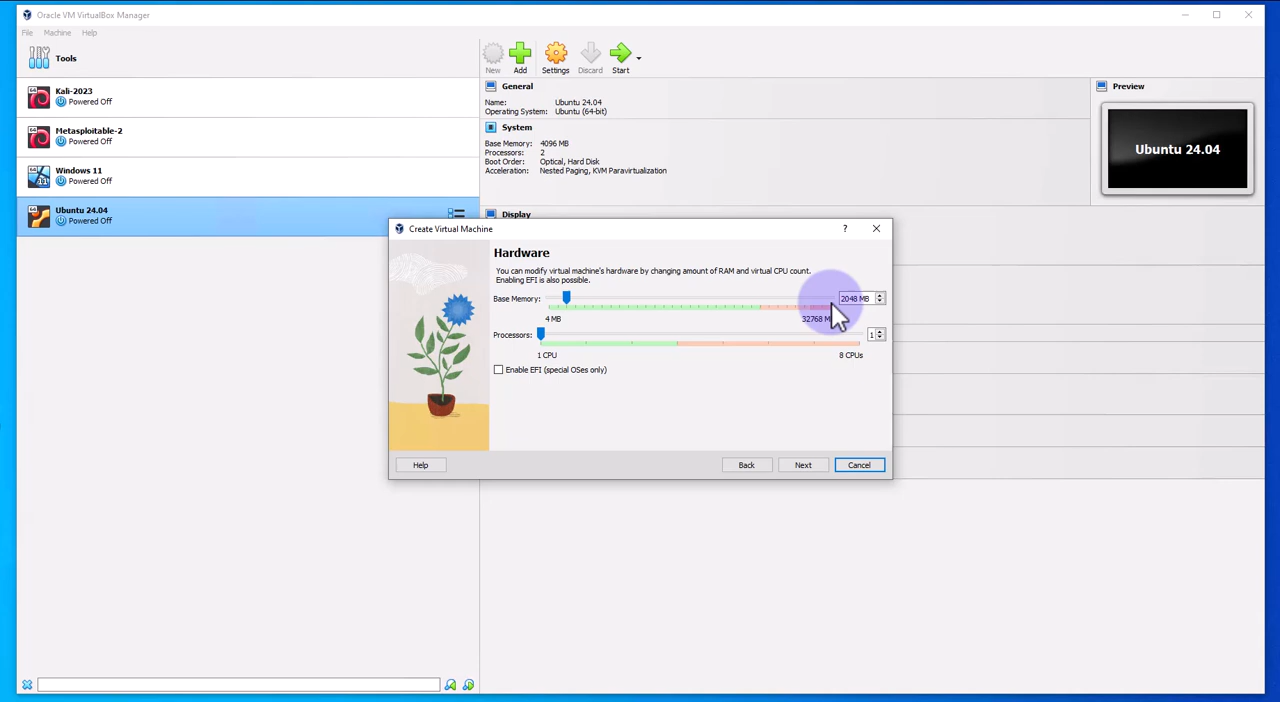 Oracle VM VirtualBox Manager
File Machine Help
Tools
New Add Settings Discard Start
Kali-2023
Powered Off
Metasploitable-2
Powered Off
Windows 11
Powered Off
Ubuntu 24.04
Powered Off
General
Name: Ubuntu 24.04
Operating System: Ubuntu (64-bit)
System
Base Memory: 4096 MB
Processors: 2
Boot Order: Optical, Hard Disk
Acceleration: Nested Paging, KVM Paravirtualization
Display
Preview
Ubuntu 24.04
Create Virtual Machine
?
Hardware
You can modify virtual machine's hardware by changing amount of RAM and virtual CPU count.
Enabling EFI is also possible.
Base Memory: 2048 MB
4 MB 32768
Processors: 1
1 CPU 8 CPUs
Enable EFI (special OSes only)
Help Back Next Cancel